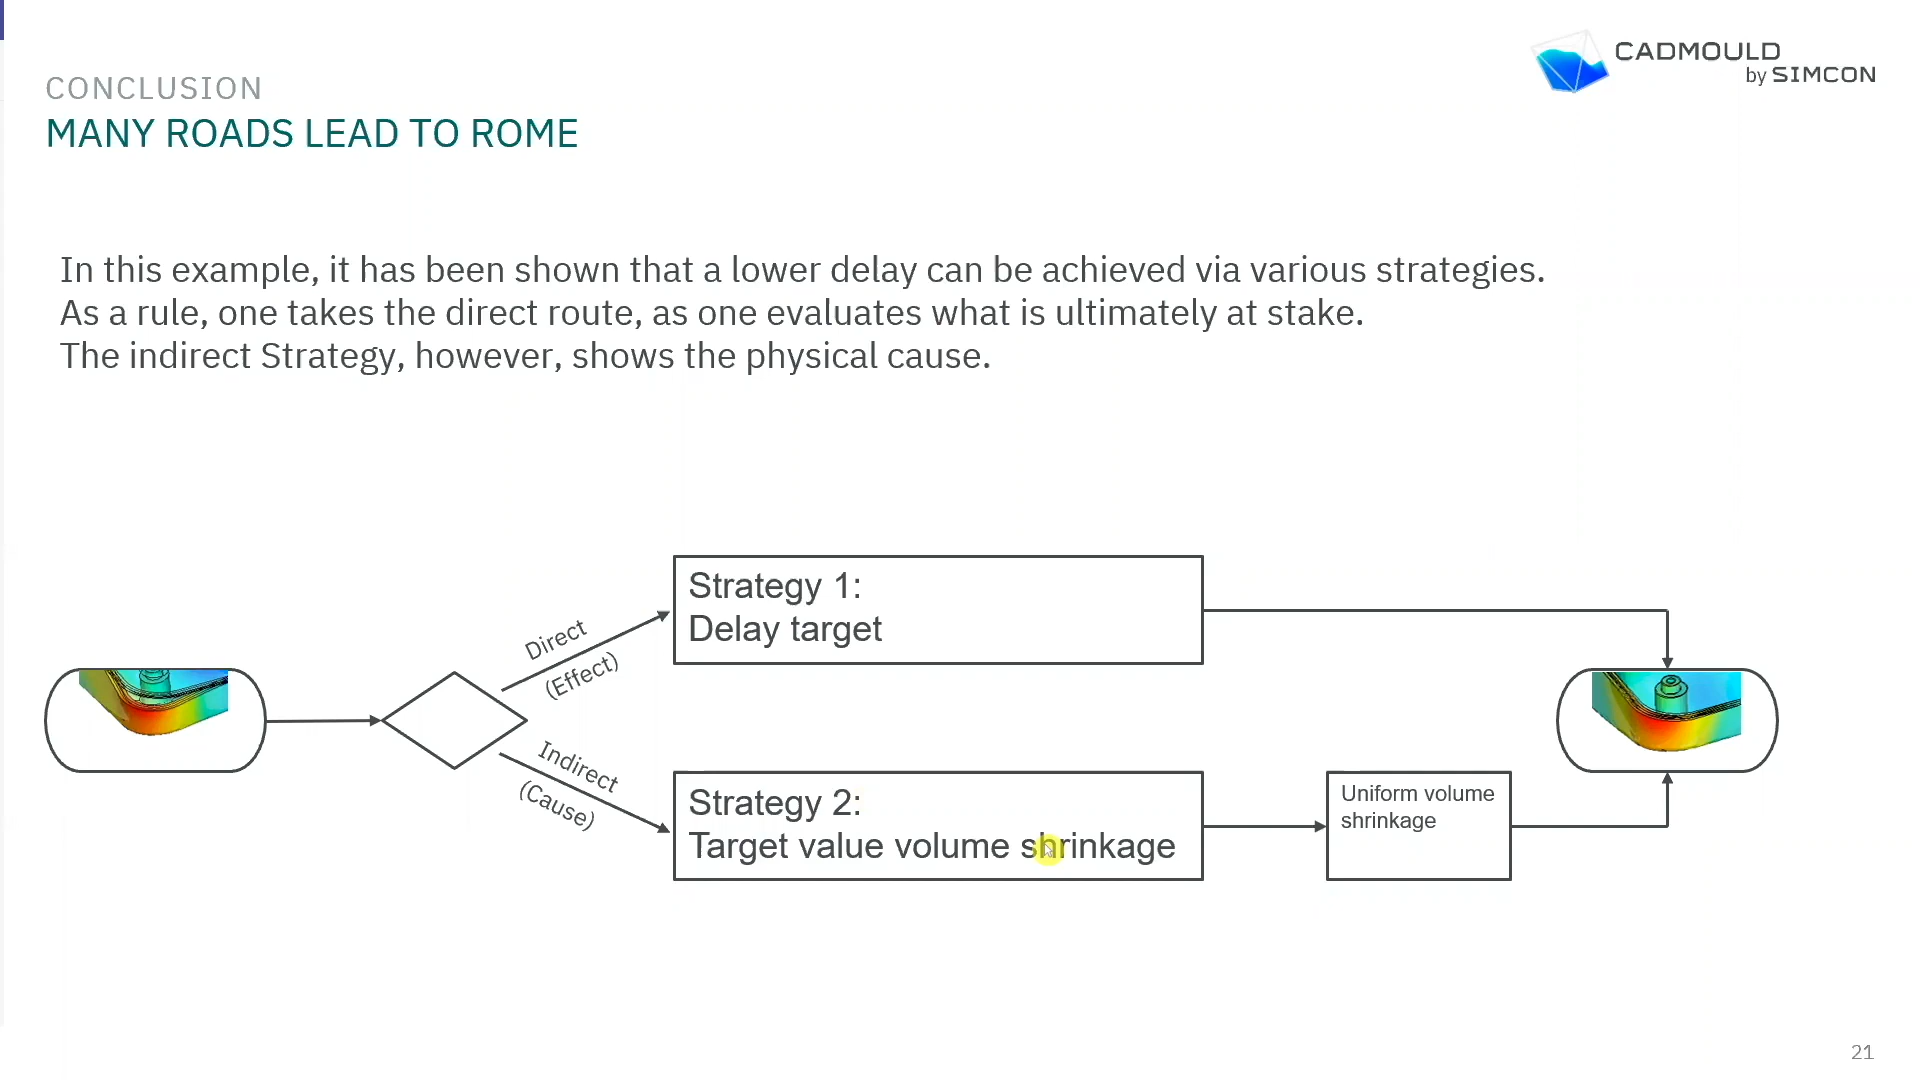 CADMOULD
by SIMCON
CONCLUSION
MANY ROADS LEAD TO ROME
In this example, it has been shown that a lower delay can be achieved via various strategies.
As a rule, one takes the direct route, as one evaluates what is ultimately at stake.
The indirect Strategy, however, shows the physical cause.
Direct
(Effect)
Strategy 1:
Delay target
Indirect
(Cause)
Strategy 2:
Target value volume shrinkage
Uniform volume
shrinkage
21